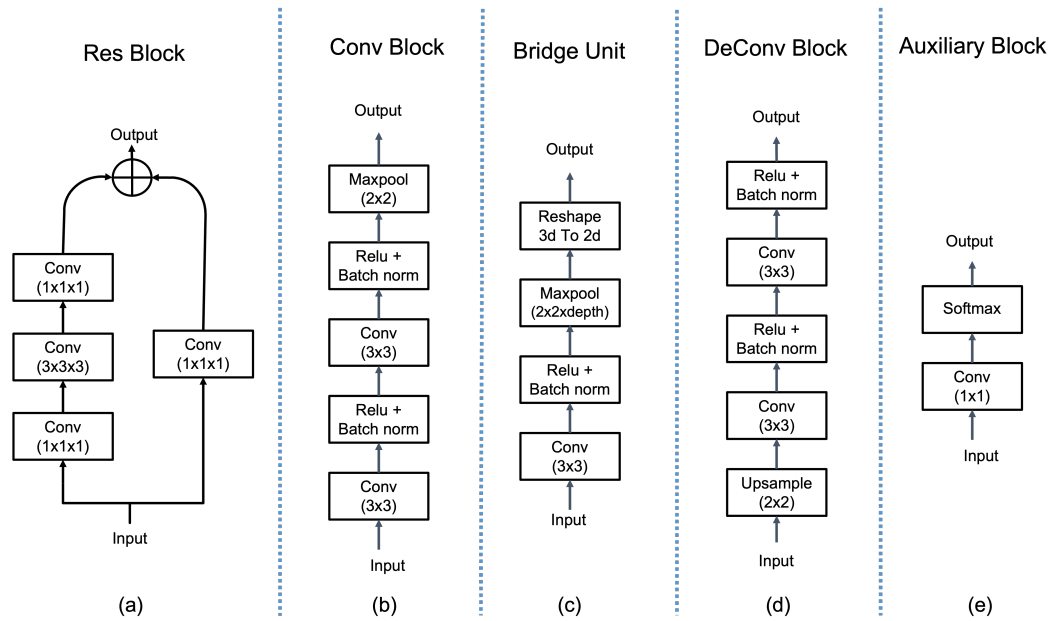 Res Block
Output
Conv
(1x1x1)
Conv
(3x3x3)
Conv
(1x1x1)
Conv
(1x1x1)
Input
(a)
Conv Block
Output
Maxpool
(2x2)
Relu +
Batch norm
Conv
(3x3)
Relu +
Batch norm
Conv
(3x3)
Input
(b)
Bridge Unit
Output
Reshape
3d To 2d
Maxpool
(2x2xdepth)
Relu +
Batch norm
Conv
(3x3)
Input
(c)
DeConv Block
Output
Relu +
Batch norm
Conv
(3x3)
Relu +
Batch norm
Conv
(3x3)
Upsample
(2x2)
Input
(d)
Auxiliary Block
Output
Softmax
Conv
(1x1)
Input
(e)